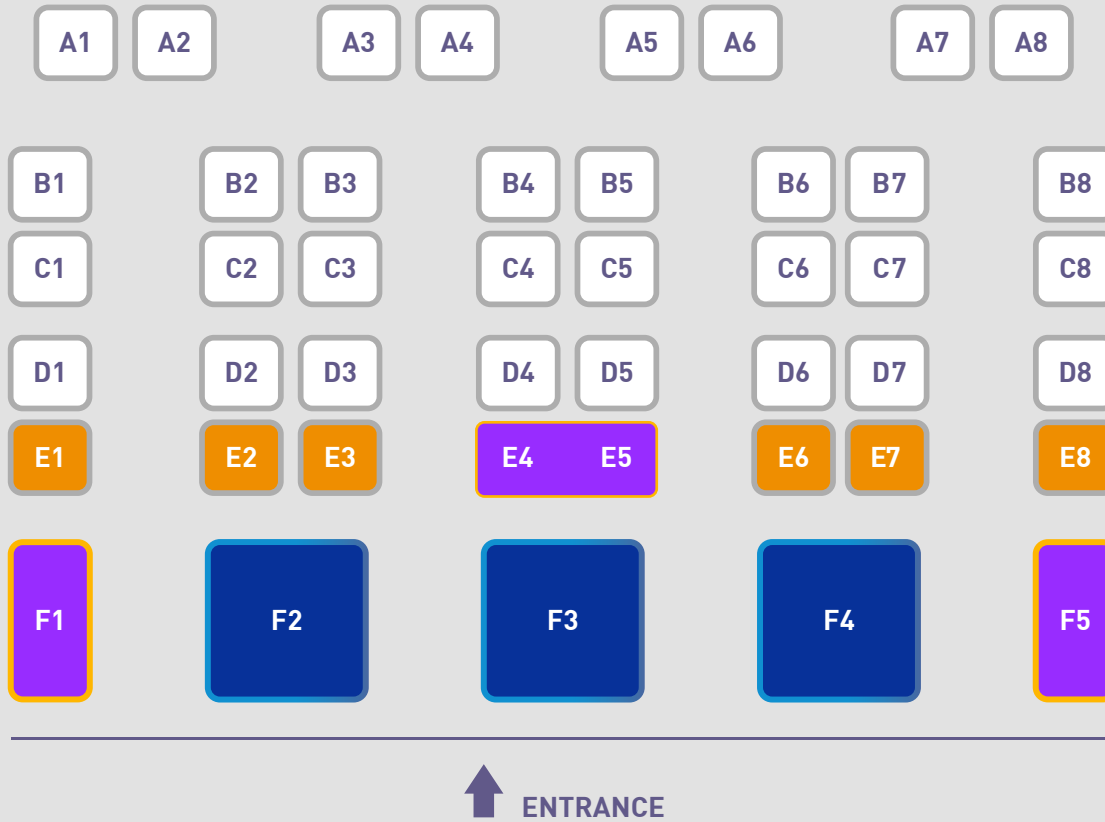 A1 A2 A3 A4 A5 A6 A7 A8
B1 B2 B3 B4 B5 B6 B7 B8
C1 C2 C3 C4 C5 C6 C7 C8
D1 D2 D3 D4 D5 D6 D7 D8
E1 E2 E3 E4 E5 E6 E7 E8
F1 F2 F3 F4 F5
ENTRANCE